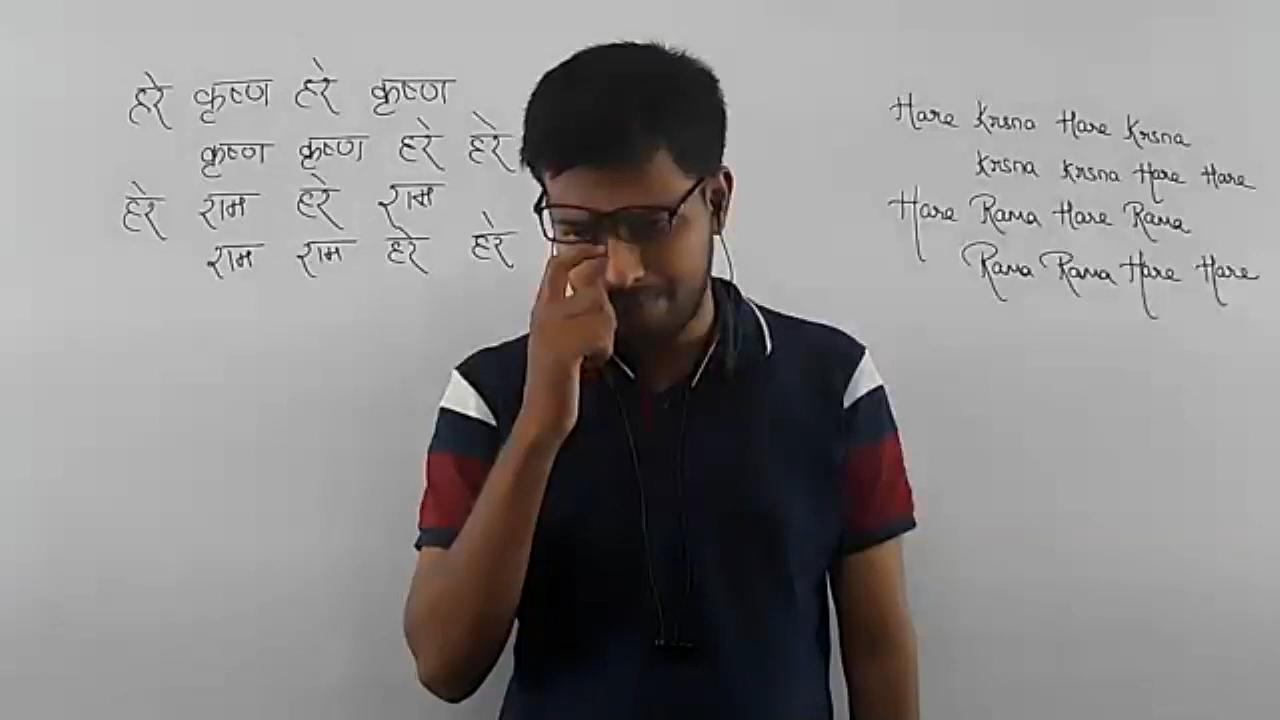 हरे कृष्ण हरे कृष्ण
कृष्ण कृष्ण हरे हरे
हरे राम हरे राम
राम राम हरे हरे
Hare Krsna Hare Krsna
Krsna Krsna Hare Hare
Hare Rama Hare Rama
Rama Rama Hare Hare